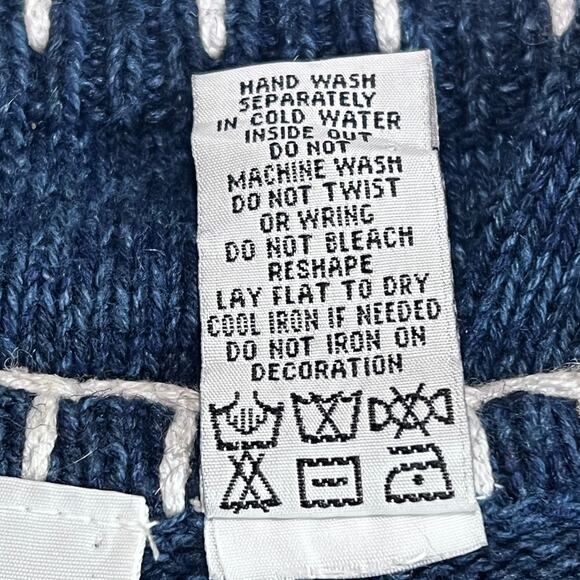 HAND WASH
SEPARATELY
IN COLD WATER
INSIDE OUT
DO NOT
MACHINE WASH
DO NOT TWIST
OR WRING
DO NOT BLEACH
RESHAPE
LAY FLAT TO DRY
COOL IRON IF NEEDED
DO NOT IRON ON
DECORATION